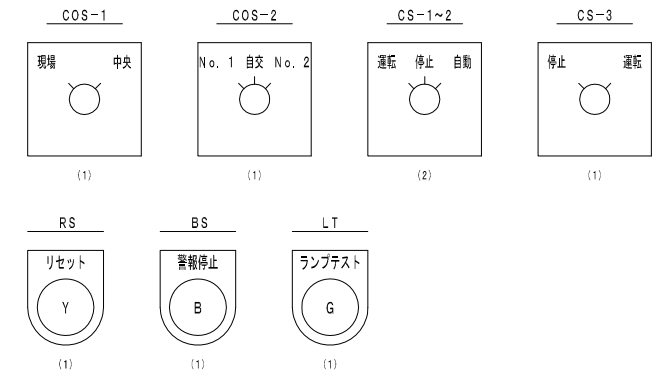 COS-1 COS-2 CS-1~2 CS-3
現場 中央 No. 1 自交 No. 2 運転 停止 自動 停止 運転
(1) (1) (2) (1)
RS BS LT
リセット 警報停止 ランプテスト
Y B G
(1) (1) (1)